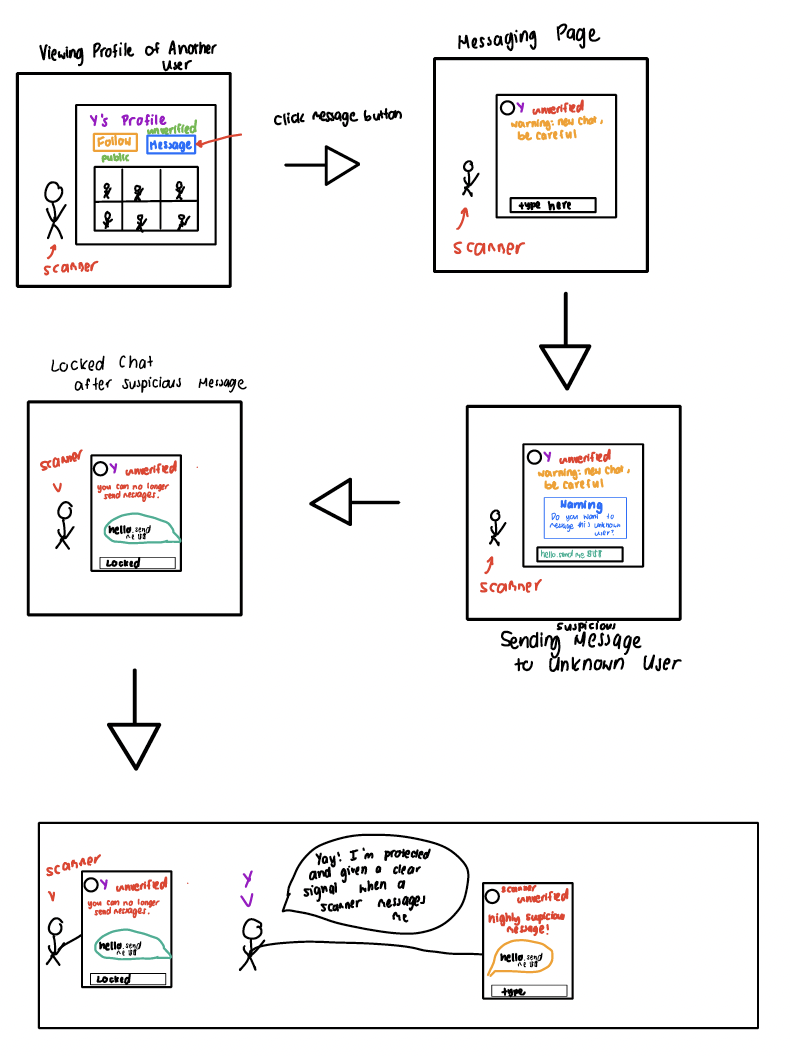 Viewing Profile of Another
User
Y's Profile
unverified
Follow
Message
public
scanner
Click message button
Messaging Page
Y unverified
warning: new chat,
be careful
type here
scanner
Y unverified
warning: new chat,
be careful
Warning
Do you want to
message this unknown
user?
hello. send me $$$
scanner
suspicious
Sending Message
to Unknown User
Locked Chat
after suspicious Message
scanner
Y unverified
you can no longer
send messages.
hello. send
me $$
Locked
scanner
Y unverified
you can no longer
send messages.
hello. send
me $$
Locked
Y
Yay! I'm protected
and given a clear
signal when a
scanner messages
me
scanner
unverified
highly supicious
message!
hello. send
me $$
type